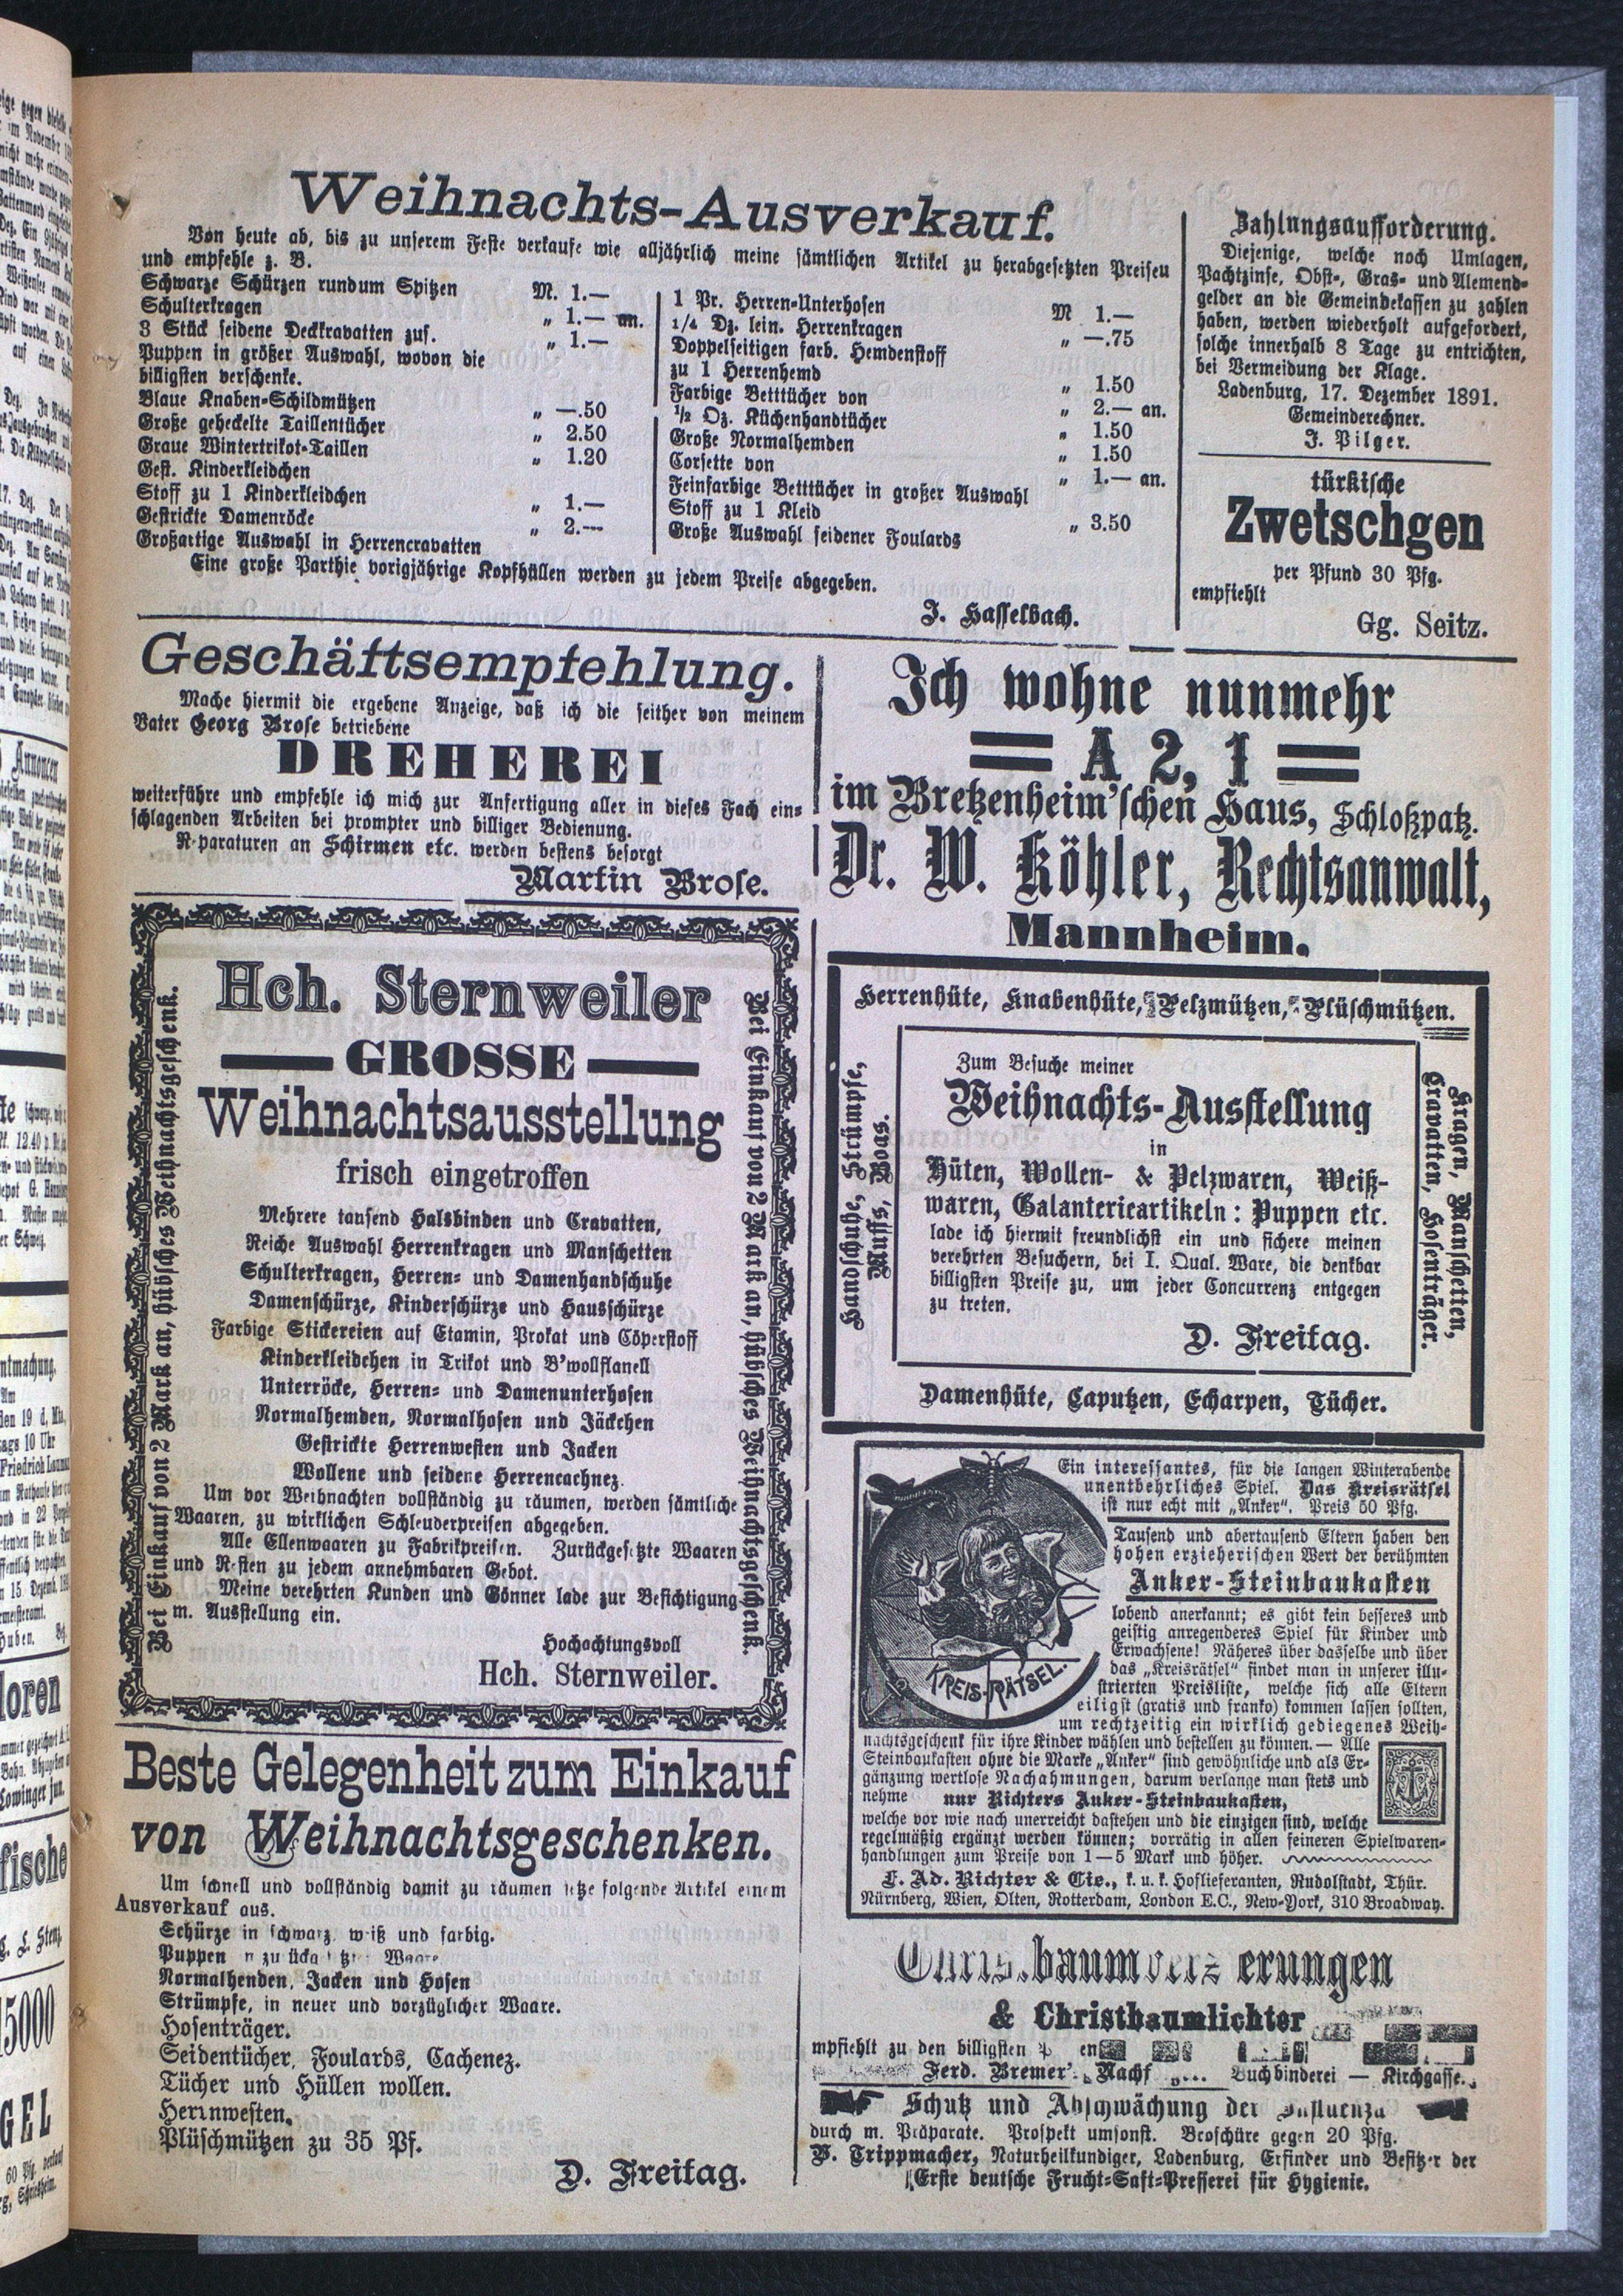 Weihnachts-Ausverkauf.
Von heute ab, bis zu unserem Feste verkaufe wie alljährlich meine sämtlichen Artikel zu herabgesetzten Preisen
und empfehle z. B.
Schwarze Schürzen rundum Spitzen M. 1.—
Schulterkragen „ 1.— an.
3 Stück seidene Deckkravatten zus. „ 1.—
Puppen in größer Auswahl, wovon die
billigsten verschenke.
Blaue Knaben-Schildmützen „ —.50
Große geheckelte Taillentücher „ 2.50
Graue Wintertrikot-Taillen „ 1.20
Gest. Kinderkleidchen
Stoff zu 1 Kinderkleidchen „ 1.—
Gestrickte Damenröcke „ 2.—
Großartige Auswahl in Herrencravatten
1 Pr. Herren-Unterhosen M 1.—
1/4 Dz. lein. Herrenkragen „ —.75
Doppelseitigen farb. Hemdenstoff
zu 1 Herrenhemd „ 1.50
Farbige Betttücher von „ 2.— an.
1/2 Dz. Küchenhandtücher „ 1.50
Große Normalhemden „ 1.50
Corsette von „ 1.— an.
Feinfarbige Betttücher in großer Auswahl
Stoff zu 1 Kleid „ 3.50
Große Auswahl seidener Foulards
Eine große Parthie vorigjährige Kopfhüllen werden zu jedem Preise abgegeben.
J. Hasselbach.
Zahlungsaufforderung.
Diejenige, welche noch Umlagen,
Pachtzinse, Obst-, Gras- und Alemend-
gelder an die Gemeindekassen zu zahlen
haben, werden wiederholt aufgefordert,
solche innerhalb 8 Tage zu entrichten,
bei Vermeidung der Klage.
Ladenburg, 17. Dezember 1891.
Gemeinderechner.
J. Pilger.
türkische
Zwetschgen
per Pfund 30 Pfg.
empfiehlt
Gg. Seitz.
Geschäftsempfehlung.
Mache hiermit die ergebene Anzeige, daß ich die seither von meinem
Vater Georg Brose betriebene
DREHEREI
weiterführe und empfehle ich mich zur Anfertigung aller in dieses Fach ein-
schlagenden Arbeiten bei prompter und billiger Bedienung.
R.paraturen an Schirmen etc. werden bestens besorgt
Martin Brose.
Ich wohne nunmehr
A 2, 1
im Bretzenheim'schen Haus, Schloßpatz.
Dr. W. Köhler, Rechtsanwalt,
Mannheim.
Bei Einkauf von 2 Mark an, hübsches Weihnachtsgeschenk.
Hch. Sternweiler
GROSSE
Weihnachtsausstellung
frisch eingetroffen
Mehrere tausend Halsbinden und Cravatten,
Reiche Auswahl Herrenkragen und Manschetten
Schulterkragen, Herren- und Damenhandschuhe
Damenschürze, Kinderschürze und Hausschürze
Farbige Stickereien auf Etamin, Prokat und Cöperstoff
Kinderkleidchen in Trikot und B'wollflanell
Unterröcke, Herren- und Damenunterhosen
Normalhemden, Normalhosen und Jäckchen
Gestrickte Herrenwesten und Jacken
Wollene und seidene Herrencachnez.
Um vor Weihnachten vollständig zu räumen, werden sämtliche
Waaren, zu wirklichen Schleuderpreisen abgegeben.
Alle Ellenwaaren zu Fabrikpreisen. Zurückgesetzte Waaren
und Resten zu jedem annehmbaren Gebot.
Meine verehrten Kunden und Gönner lade zur Besichtigung
m. Ausstellung ein.
Hochachtungsvoll
Hch. Sternweiler.
Bei Einkauf von 2 Mark an, hübsches Weihnachtsgeschenk.
Herrenhüte, Knabenhüte, Pelzmützen, Plüschmützen.
Handschuhe, Strümpfe,
Muffs, Boas.
Zum Besuche meiner
Weihnachts-Ausstellung
in
Hüten, Wollen- & Pelzwaren, Weiß-
waren, Galanterieartikeln: Puppen etc.
lade ich hiermit freundlichst ein und sichere meinen
verehrten Besuchern, bei I. Qual. Ware, die denkbar
billigsten Preise zu, um jeder Concurrenz entgegen
zu treten.
D. Freitag.
Kragen, Manschetten,
Cravatten, Hosenträger.
Damenhüte, Caputzen, Echarpen, Tücher.
KREIS-RÄTSEL.
Ein interessantes, für die langen Winterabende
unentbehrliches Spiel. Das Kreisrätsel
ist nur echt mit „Anker“. Preis 50 Pfg.
Tausend und abertausend Eltern haben den
hohen erzieherischen Wert der berühmten
Anker-Steinbaukasten
lobend anerkannt; es gibt kein besseres und
geistig anregenderes Spiel für Kinder und
Erwachsene! Näheres über dasselbe und über
das „Kreisrätsel“ findet man in unserer illu-
strierten Preisliste, welche sich alle Eltern
eiligst (gratis und franko) kommen lassen sollten,
um rechtzeitig ein wirklich gediegenes Weih-
nachtsgeschenk für ihre Kinder wählen und bestellen zu können. — Alle
Steinbaukasten ohne die Marke „Anker“ sind gewöhnliche und als Er-
gänzung wertlose Nachahmungen, darum verlange man stets und
nehme nur Richters Anker-Steinbaukasten,
welche vor wie nach unerreicht dastehen und die einzigen sind, welche
regelmäßig ergänzt werden können; vorrätig in allen feineren Spielwaren-
handlungen zum Preise von 1—5 Mark und höher.
F. Ad. Richter & Cie., k. u. k. Hoflieferanten, Rudolstadt, Thür.
Nürnberg, Wien, Olten, Rotterdam, London E.C., New-York, 310 Broadway.
Beste Gelegenheit zum Einkauf
von Weihnachtsgeschenken.
Um schnell und vollständig damit zu räumen setze folgende Artikel einem
Ausverkauf aus.
Schürze in schwarz, weiß und farbig.
Puppen
Normalhenden, Jacken und Hosen
Strümpfe, in neuer und vorzüglicher Waare.
Hosenträger.
Seidentücher, Foulards, Cachenez.
Tücher und Hüllen wollen.
Herrnwesten.
Plüschmützen zu 35 Pf.
D. Freitag.
& Christbaumlichter
mpfiehlt zu den billigsten
Ferd. Bremer' Nachf Buchbinderei — Kirchgasse.
Schutz und Abschwächung der Influenza
durch m. Präparate. Prospekt umsonst. Broschüre gegen 20 Pfg.
B. Trippmacher, Naturheilkundiger, Ladenburg, Erfinder und Besitzer der
Erste deutsche Frucht-Saft-Presserei für Hygienie.